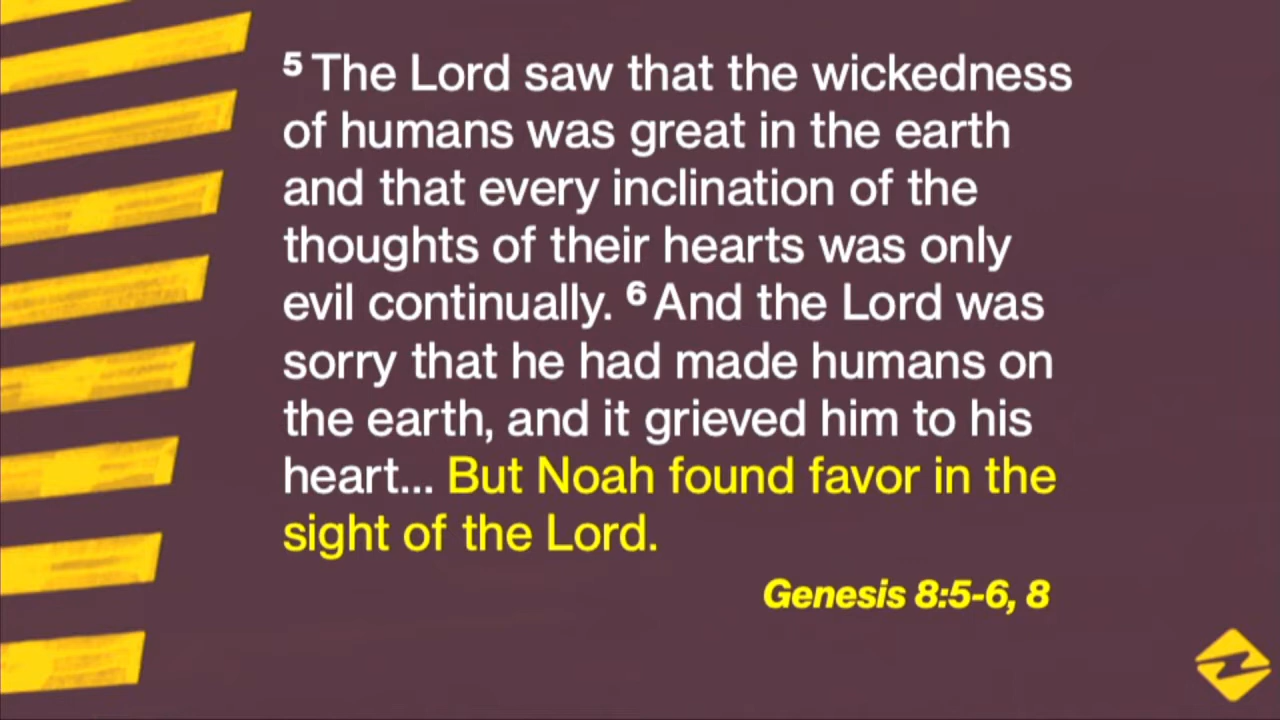 5 The Lord saw that the wickedness
of humans was great in the earth
and that every inclination of the
thoughts of their hearts was only
evil continually. 6 And the Lord was
sorry that he had made humans on
the earth, and it grieved him to his
heart... But Noah found favor in the
sight of the Lord.
Genesis 8:5-6, 8